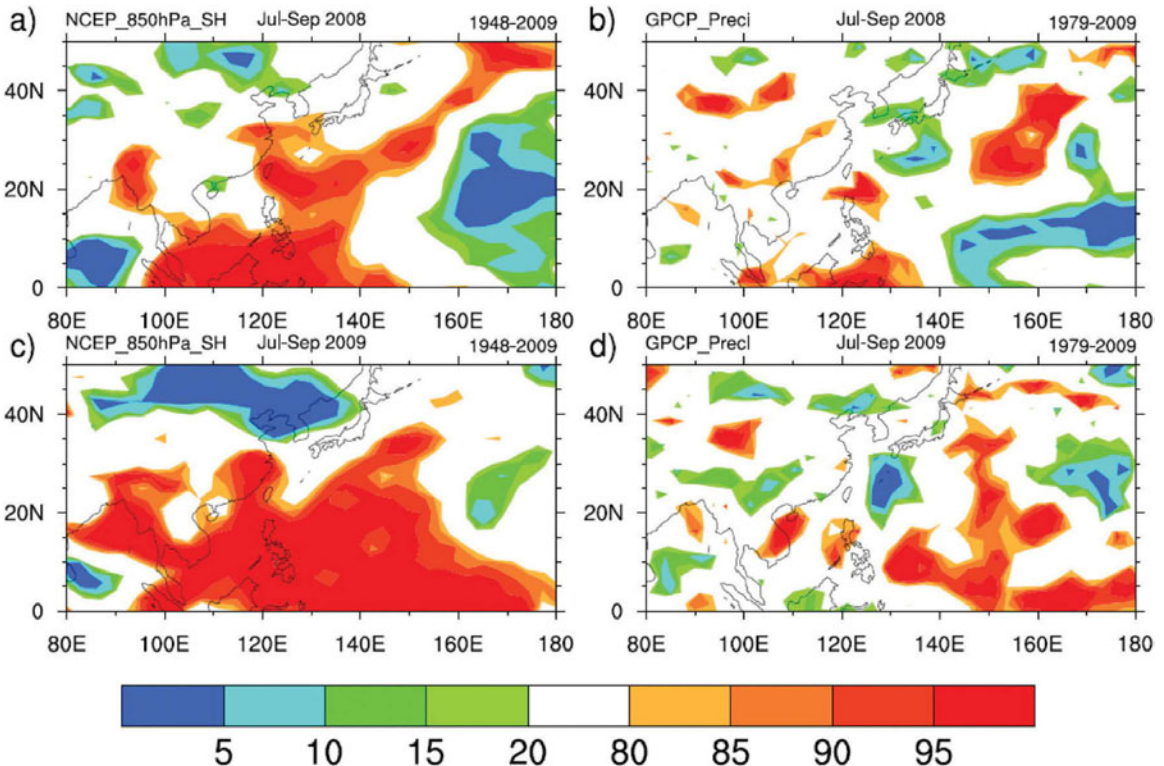 a) NCEP_850hPa_SH Jul-Sep 2008 1948-2009
40N
20N
0
80E 100E 120E 140E 160E 180
b) GPCP_Preci Jul-Sep 2008 1979-2009
40N
20N
0
80E 100E 120E 140E 160E 180
c) NCEP_850hPa_SH Jul-Sep 2009 1948-2009
40N
20N
0
80E 100E 120E 140E 160E 180
d) GPCP_Precl Jul-Sep 2009 1979-2009
40N
20N
0
80E 100E 120E 140E 160E 180
5 10 15 20 80 85 90 95